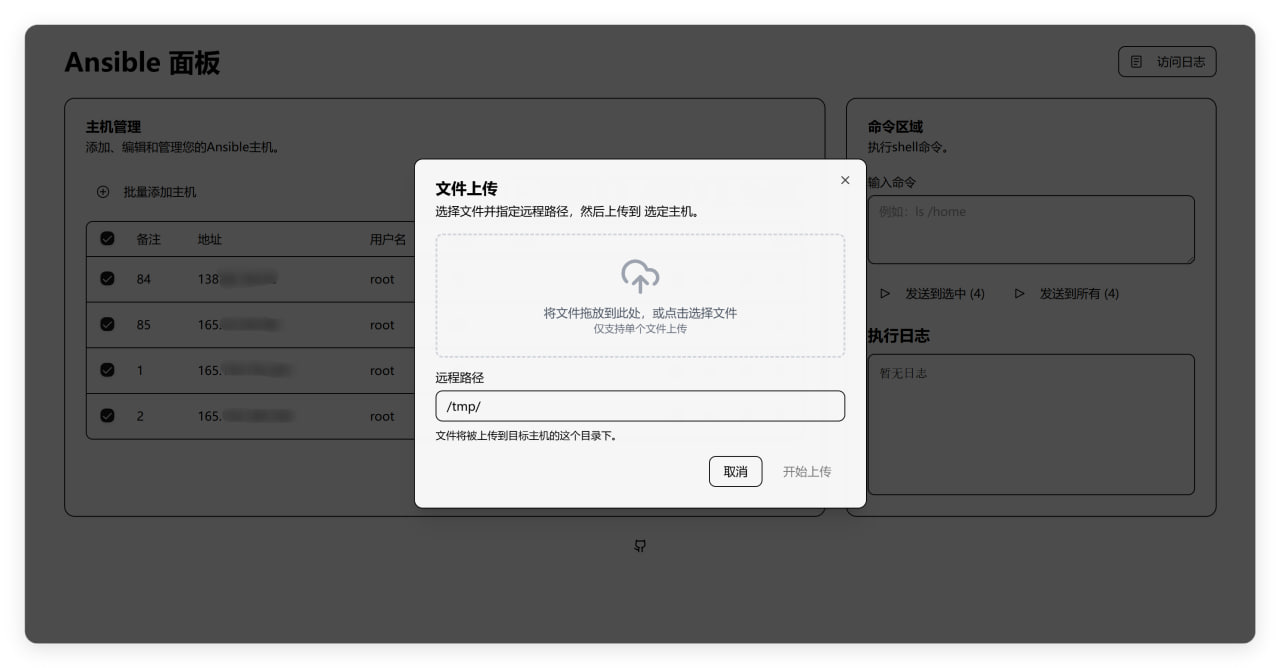 Ansible 面板
访问日志
主机管理
添加、编辑和管理您的Ansible主机。
批量添加主机
备注 地址 用户名
84 138 root
85 165. root
1 165. root
2 165. root
命令区域
执行shell命令。
输入命令
例如：ls /home
发送到选中 (4) 发送到所有 (4)
执行日志
暂无日志
文件上传
选择文件并指定远程路径，然后上传到 选定主机。
将文件拖放到此处，或点击选择文件
仅支持单个文件上传
远程路径
/tmp/
文件将被上传到目标主机的这个目录下。
取消 开始上传